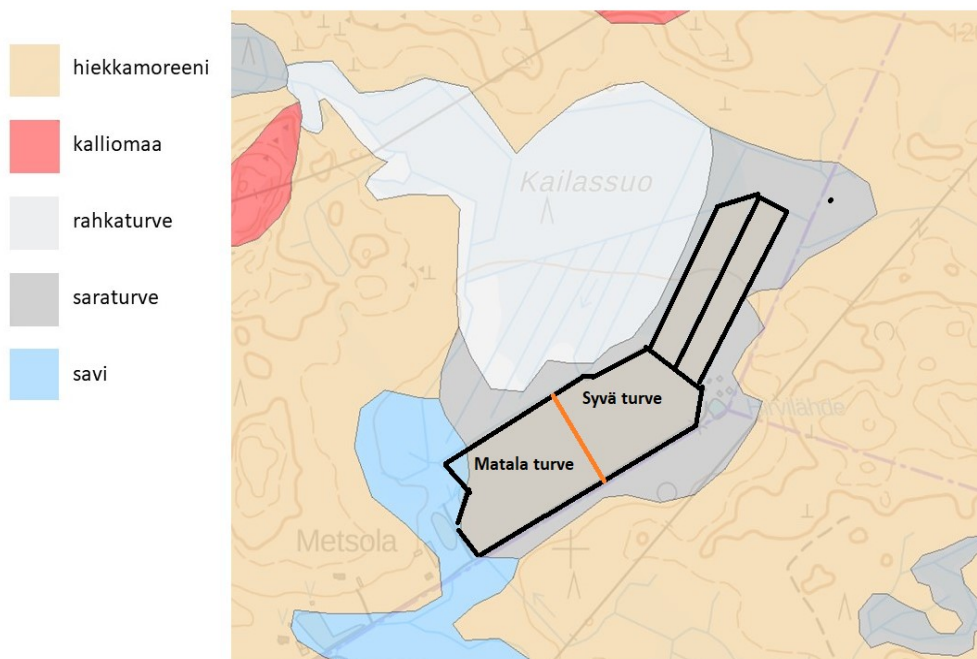 hiekkamoreeni
kalliomaa
rahkaturve
saraturve
savi
Kailassuo
Syvä turve
Matala turve
Metsola